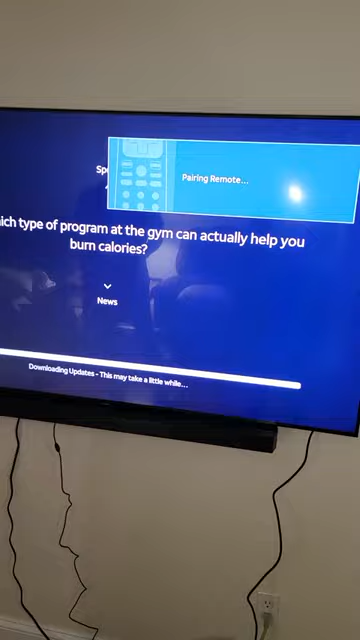 Pairing Remote...
ich type of program at the gym can actually help you
burn calories?
News
Downloading Updates - This may take a little while...